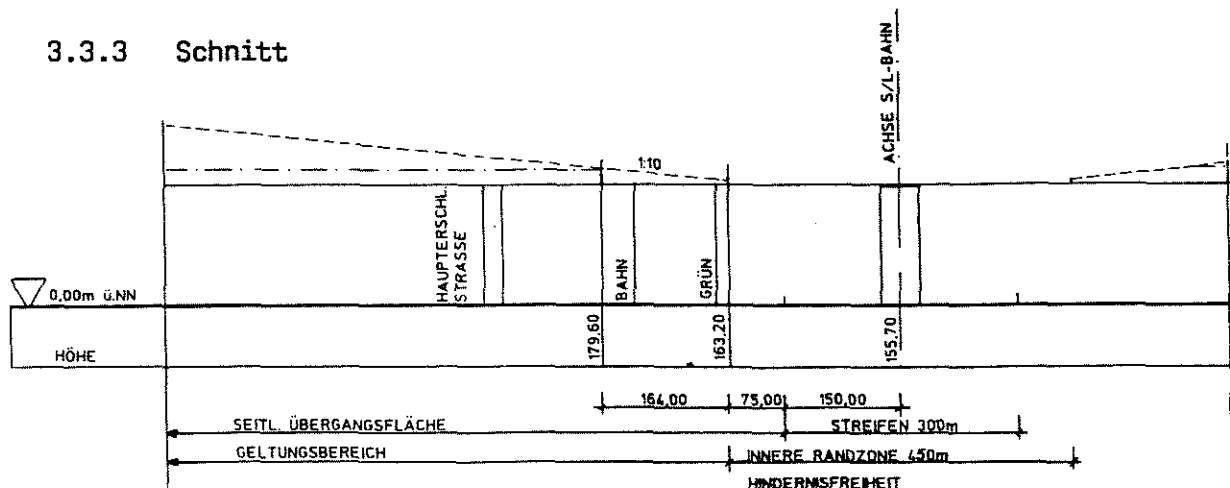 3.3.3 Schnitt
ACHSE S/L-BAHN
1:10
HAUPTERSCHL.
STRASSE
BAHN
GRÜN
0,00m ü.NN
HÖHE
179,60
163,20
155,70
164,00
75,00
150,00
SEITL. ÜBERGANGSFLÄCHE
STREIFEN 300m
GELTUNGSBEREICH
INNERE RANDZONE 450m
HINDERNISFREIHEIT